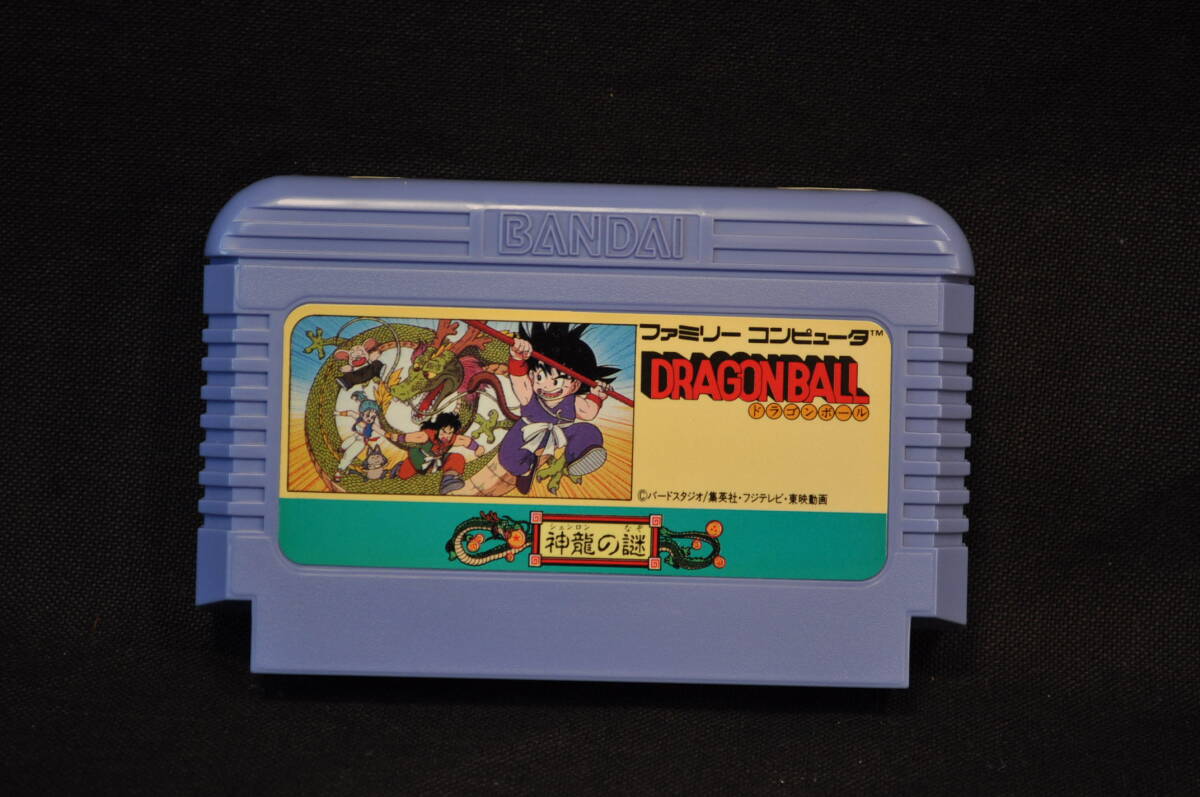 BANDAI
ファミリー コンピュータ™
DRAGON BALL
ドラゴンボール
©バードスタジオ/集英社・フジテレビ・東映動画
シェンロン なぞ
神龍の謎